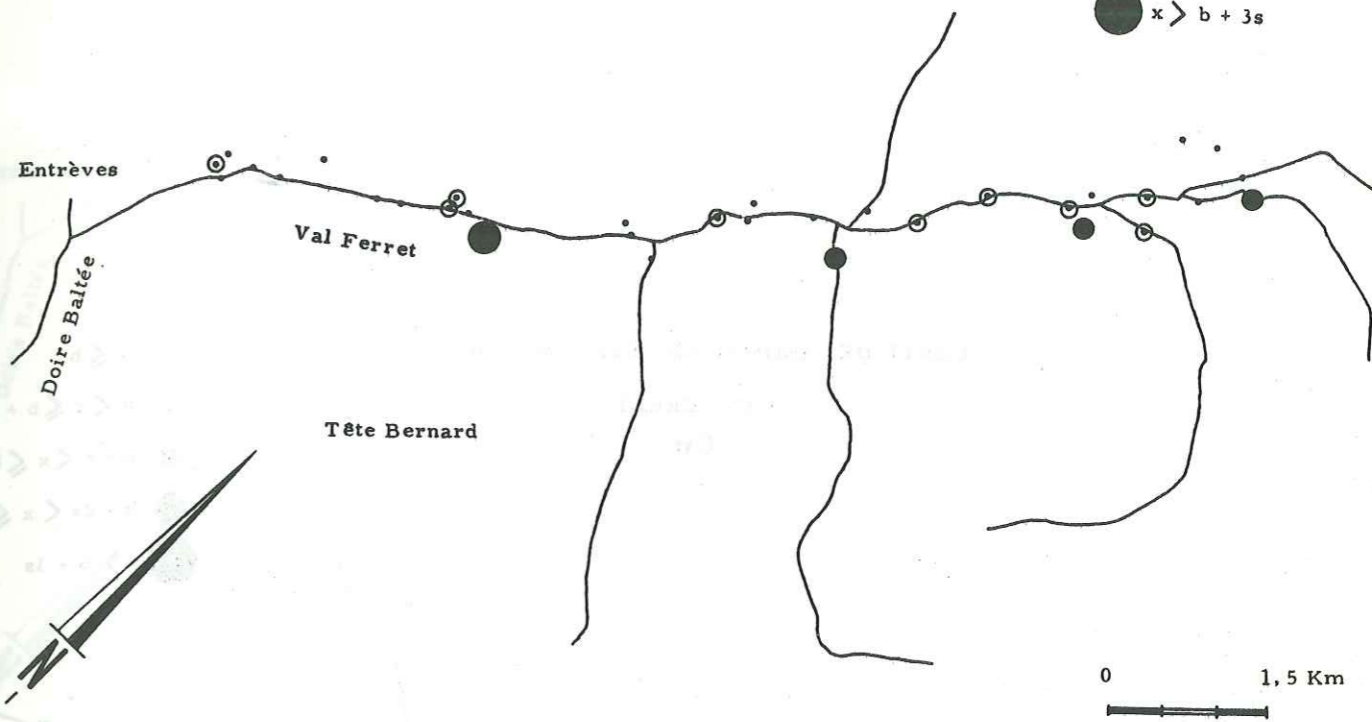 x > b + 3s
Entrèves
Val Ferret
Doire Baltée
Tête Bernard
N
0 1,5 Km